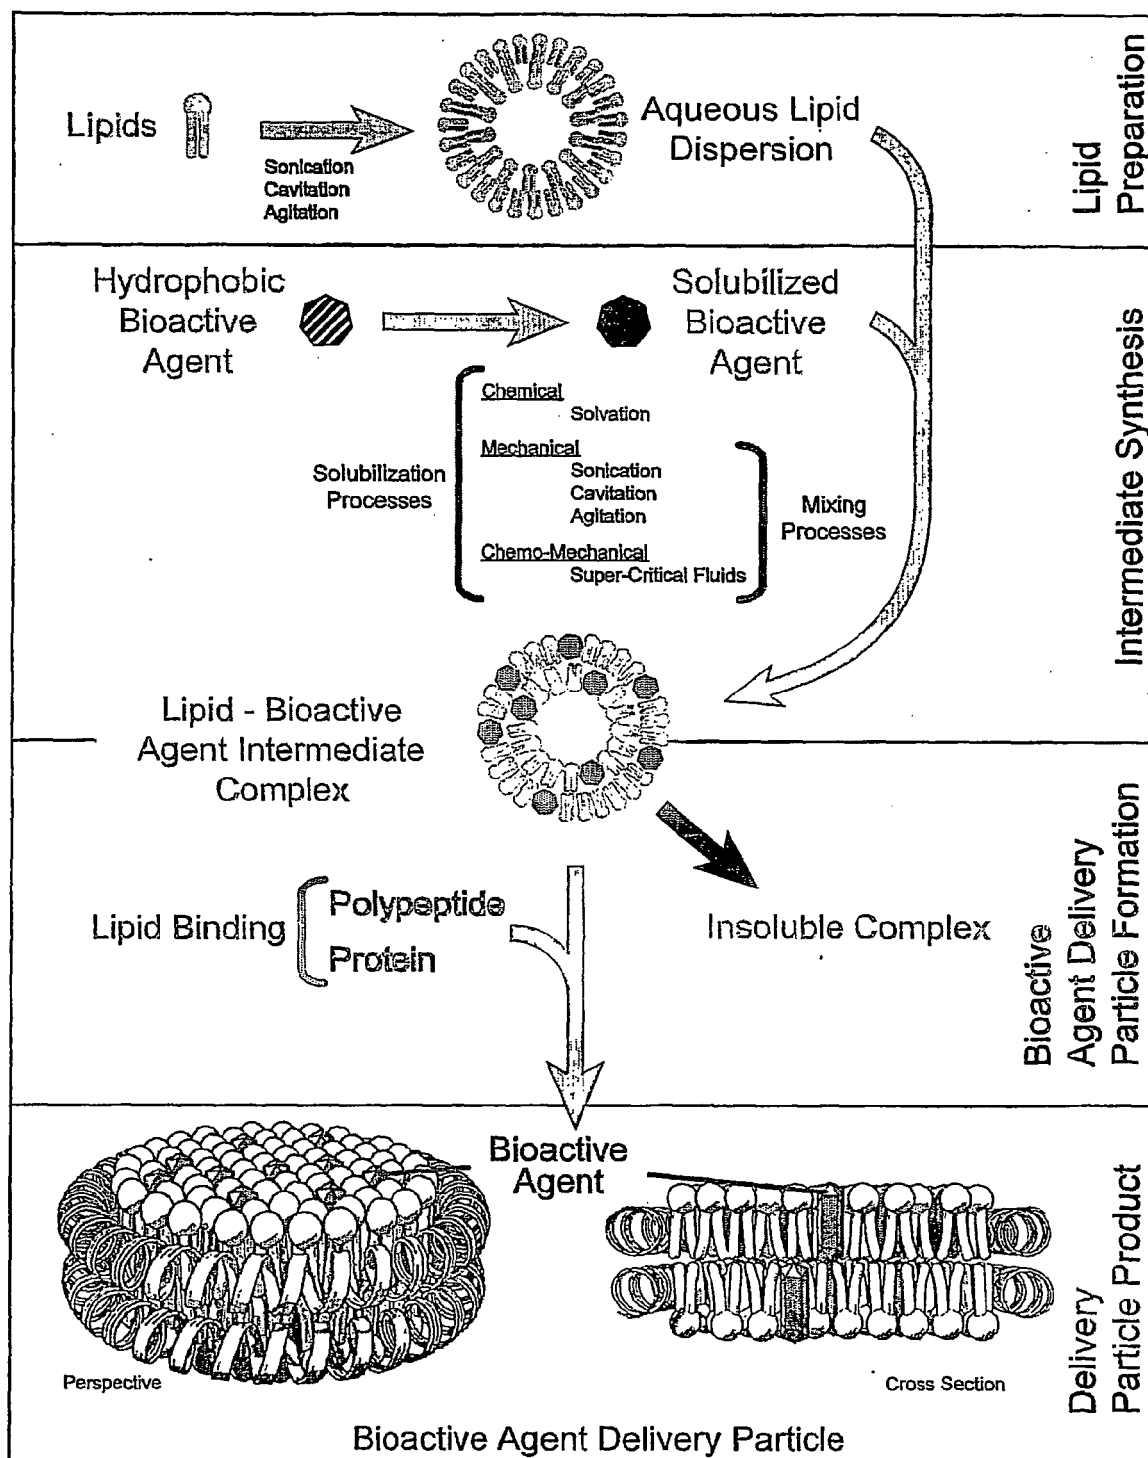 Lipids
Sonication
Cavitation
Agitation
Aqueous Lipid
Dispersion
Lipid
Preparation
Hydrophobic
Bioactive
Agent
Solubilized
Bioactive
Agent
Solubilization
Processes
Chemical
Solvation
Mechanical
Sonication
Cavitation
Agitation
Chemo-Mechanical
Super-Critical Fluids
Mixing
Processes
Intermediate Synthesis
Lipid - Bioactive
Agent Intermediate
Complex
Lipid Binding
Polypeptide
Protein
Insoluble Complex
Bioactive
Agent Delivery
Particle Formation
Bioactive
Agent
Perspective
Cross Section
Delivery
Particle Product
Bioactive Agent Delivery Particle